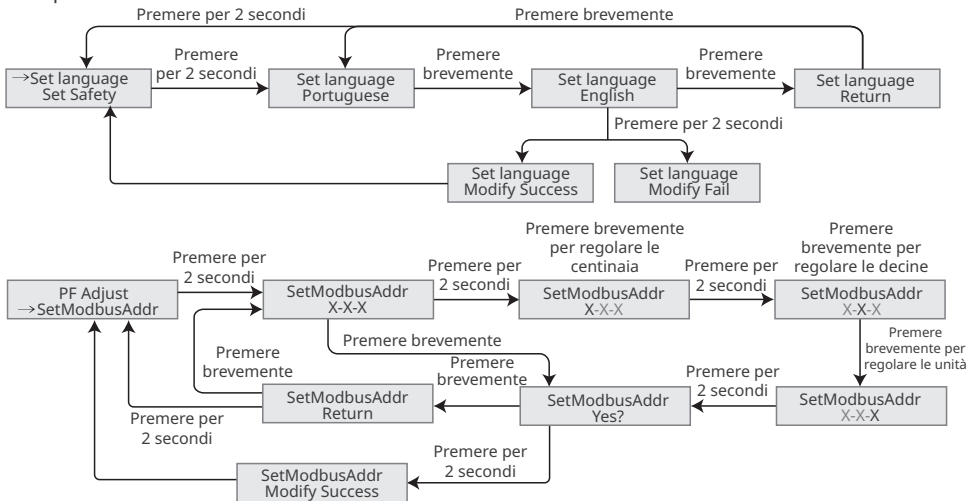 Premere per 2 secondi
Premere brevemente
Premere
per 2 secondi
Premere
brevemente
Premere
brevemente
→Set language
Set Safety
Set language
Portuguese
Set language
English
Set language
Return
Premere per 2 secondi
Set language
Modify Success
Set language
Modify Fail
Premere per
2 secondi
Premere per
2 secondi
Premere brevemente
per regolare le
centinaia
Premere per
2 secondi
Premere
brevemente per
regolare le decine
PF Adjust
→SetModbusAddr
SetModbusAddr
X-X-X
SetModbusAddr
X-X-X
SetModbusAddr
X-X-X
Premere brevemente
Premere
brevemente per
regolare le unità
Premere
brevemente
Premere
brevemente
Premere per
2 secondi
SetModbusAddr
Return
SetModbusAddr
Yes?
SetModbusAddr
X-X-X
Premere per
2 secondi
Premere per
2 secondi
SetModbusAddr
Modify Success